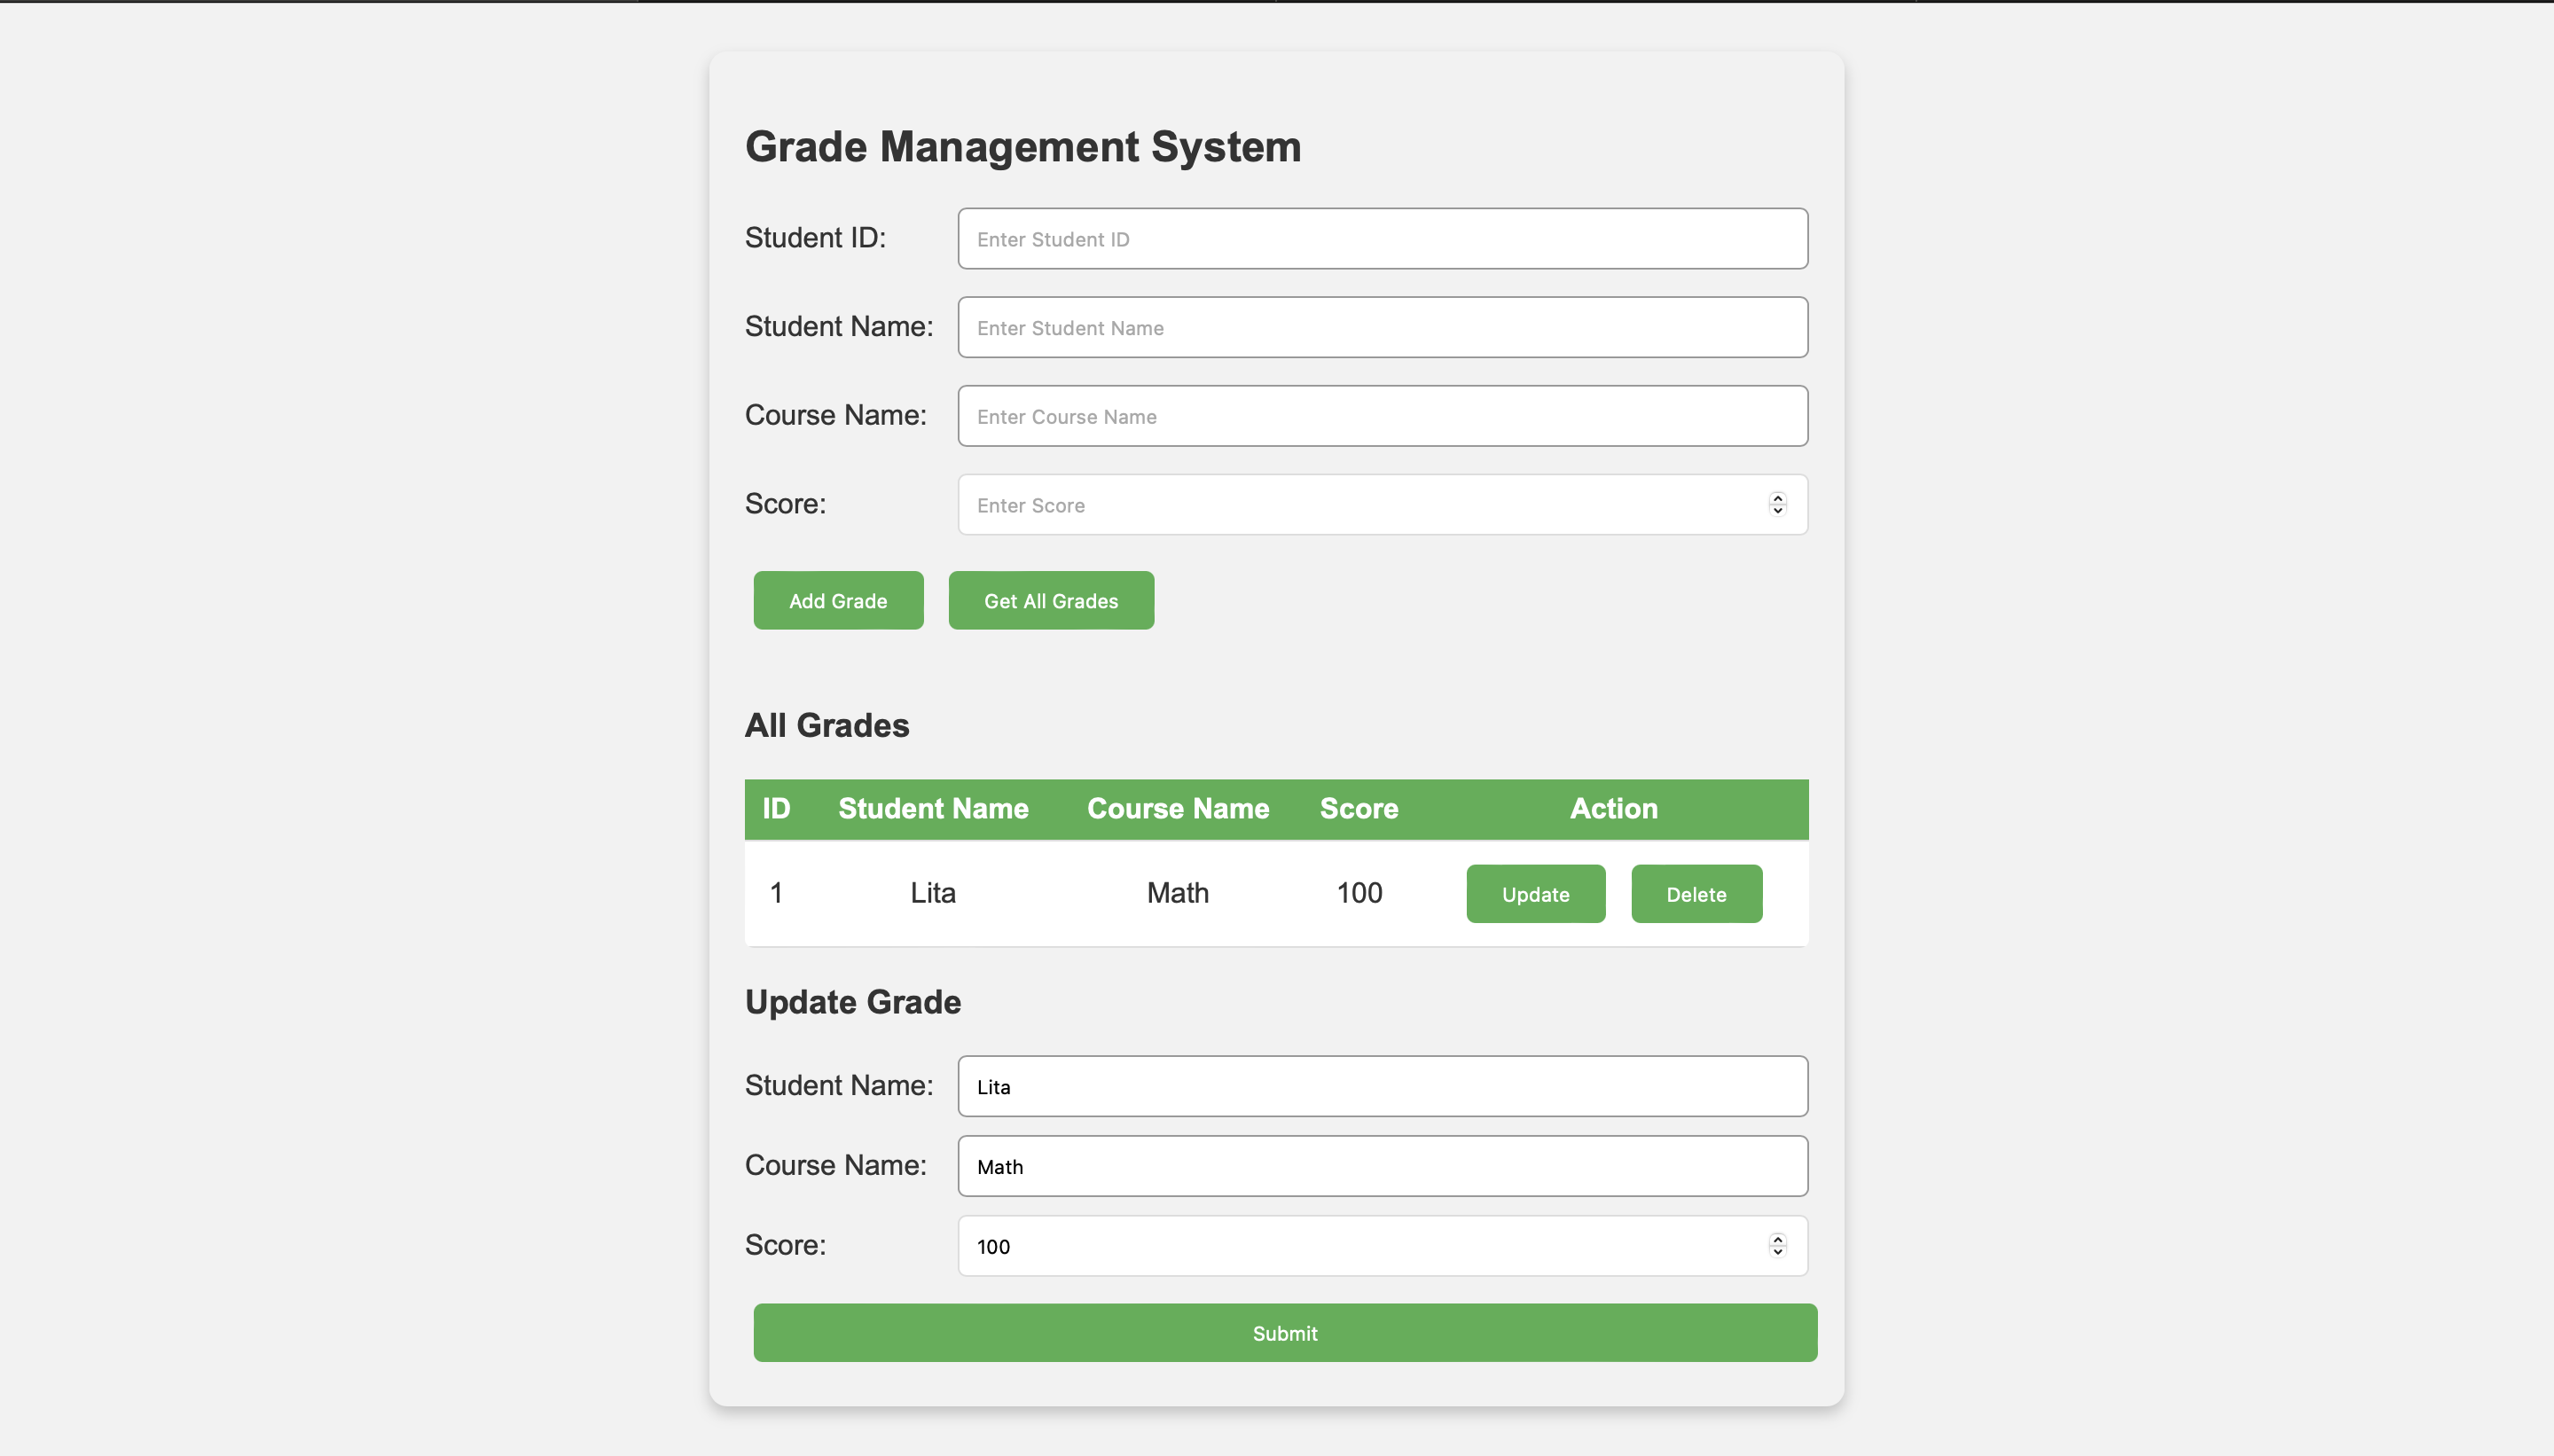 Grade Management System
Student ID: Enter Student ID
Student Name: Enter Student Name
Course Name: Enter Course Name
Score: Enter Score
Add Grade Get All Grades
All Grades
ID Student Name Course Name Score Action
1 Lita Math 100 Update Delete
Update Grade
Student Name: Lita
Course Name: Math
Score: 100
Submit